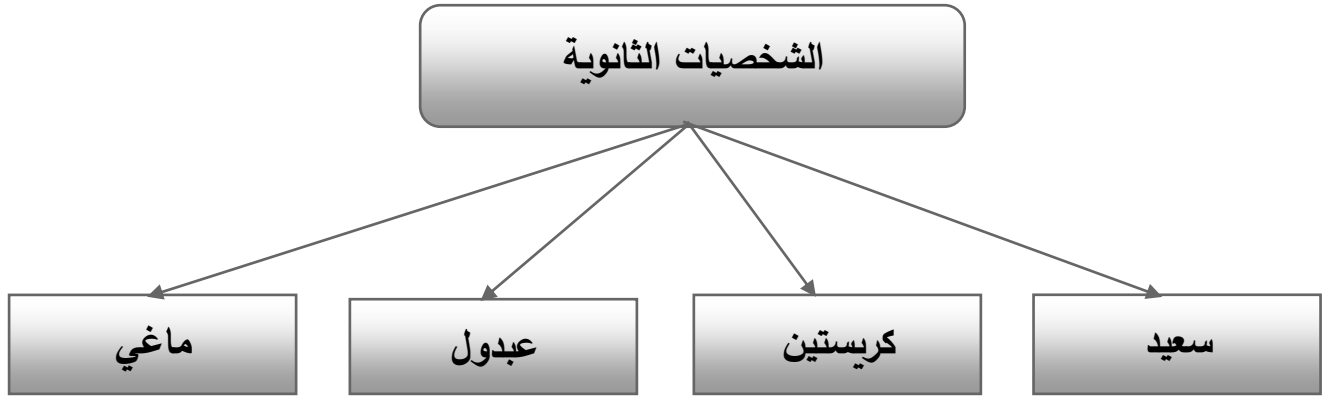 الشخصيات الثانوية
سعيد
كريستين
عبدول
ماغي